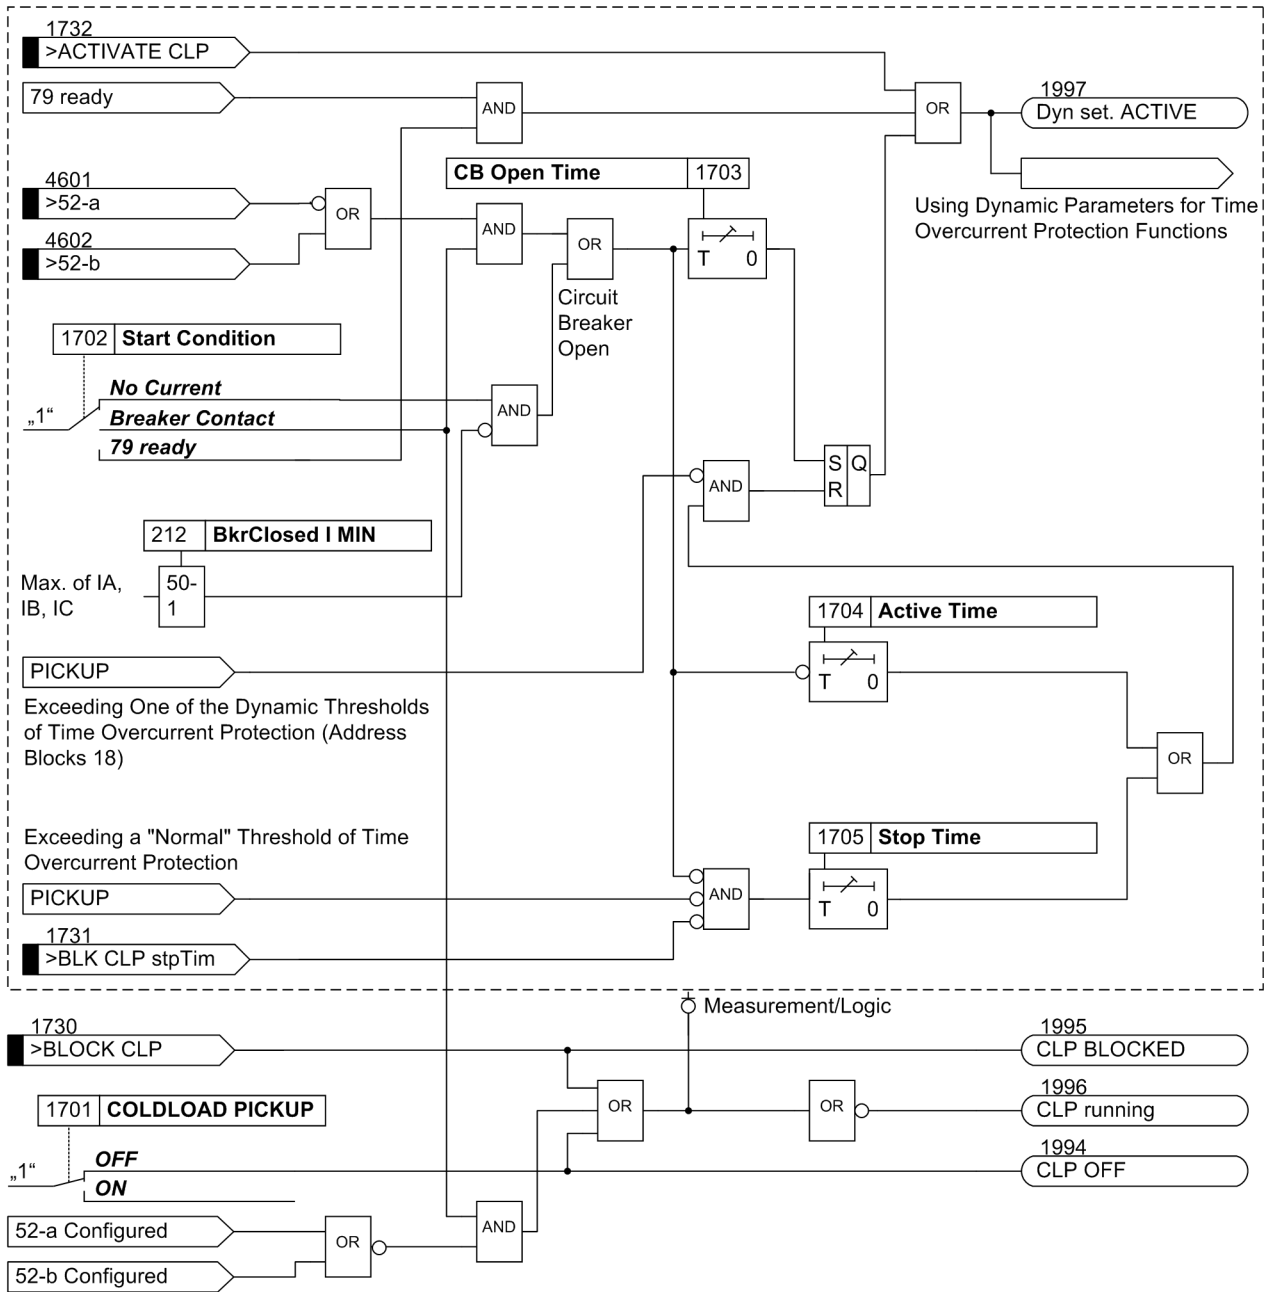 1732
>ACTIVATE CLP
79 ready
AND
OR
1997
Dyn set. ACTIVE
Using Dynamic Parameters for Time
Overcurrent Protection Functions
4601
>52-a
4602
>52-b
OR
AND
OR
Circuit
Breaker
Open
CB Open Time 1703
T 0
1702 Start Condition
„1“
No Current
Breaker Contact
79 ready
AND
S Q
R
AND
212 BkrClosed I MIN
Max. of IA,
IB, IC
50-
1
1704 Active Time
T 0
PICKUP
Exceeding One of the Dynamic Thresholds
of Time Overcurrent Protection (Address
Blocks 18)
OR
Exceeding a "Normal" Threshold of Time
Overcurrent Protection
PICKUP
1705 Stop Time
AND
T 0
1731
>BLK CLP stpTim
Measurement/Logic
1730
>BLOCK CLP
1995
CLP BLOCKED
1701 COLDLOAD PICKUP
OR
OR
1996
CLP running
„1“
OFF
ON
1994
CLP OFF
52-a Configured
52-b Configured
OR
AND